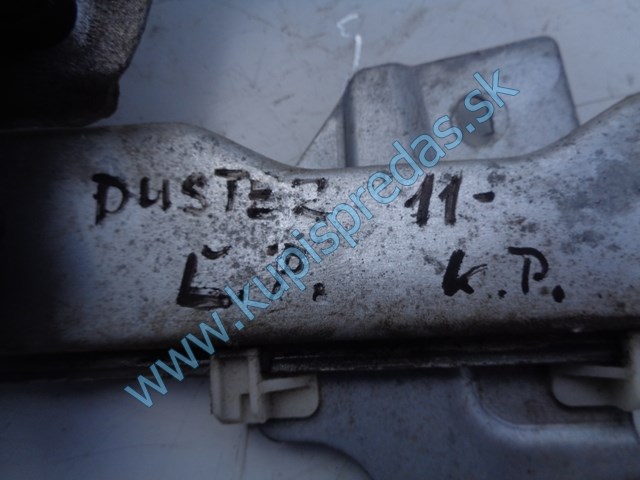 DUSTER 11-
Ľ.P. K.P.
www.kupispredas.sk